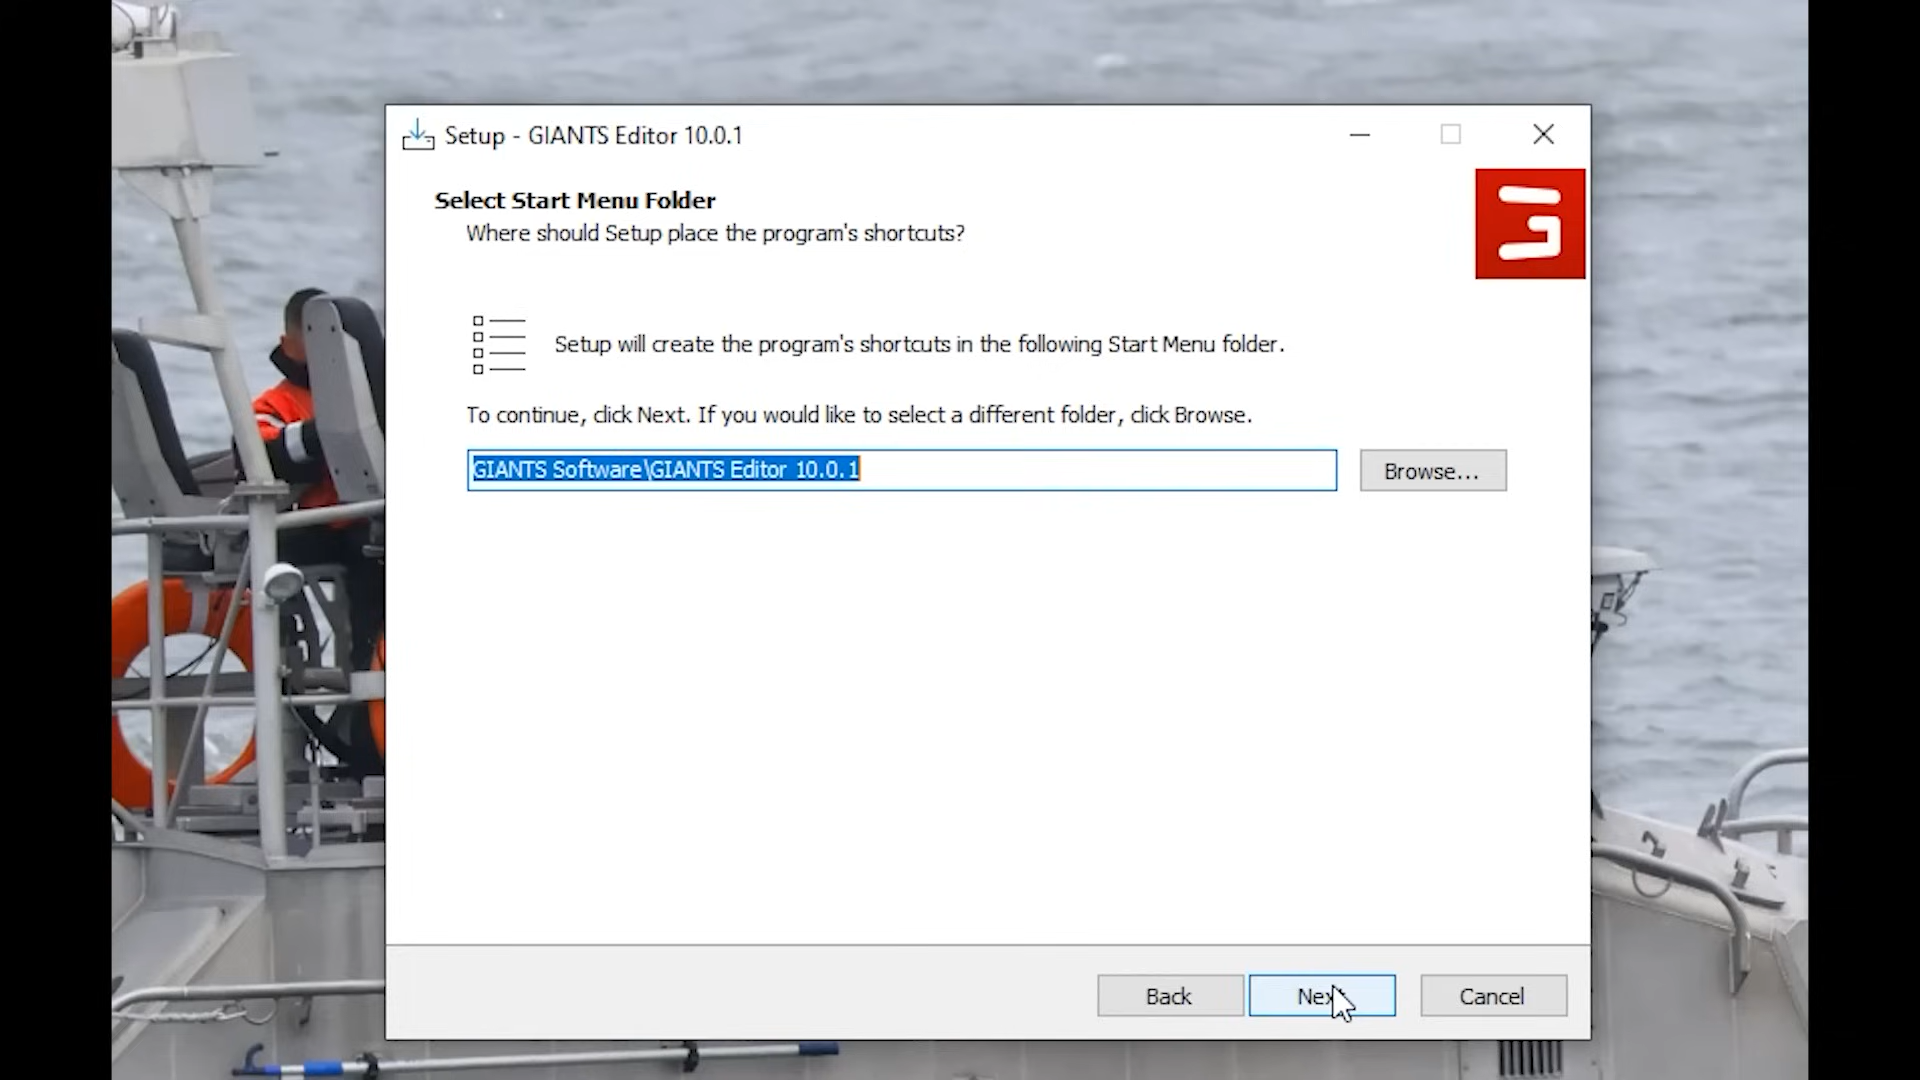 Setup - GIANTS Editor 10.0.1
Select Start Menu Folder
Where should Setup place the program's shortcuts?
Setup will create the program's shortcuts in the following Start Menu folder.
To continue, click Next. If you would like to select a different folder, click Browse.
GIANTS Software\GIANTS Editor 10.0.1
Browse...
Back
Next
Cancel